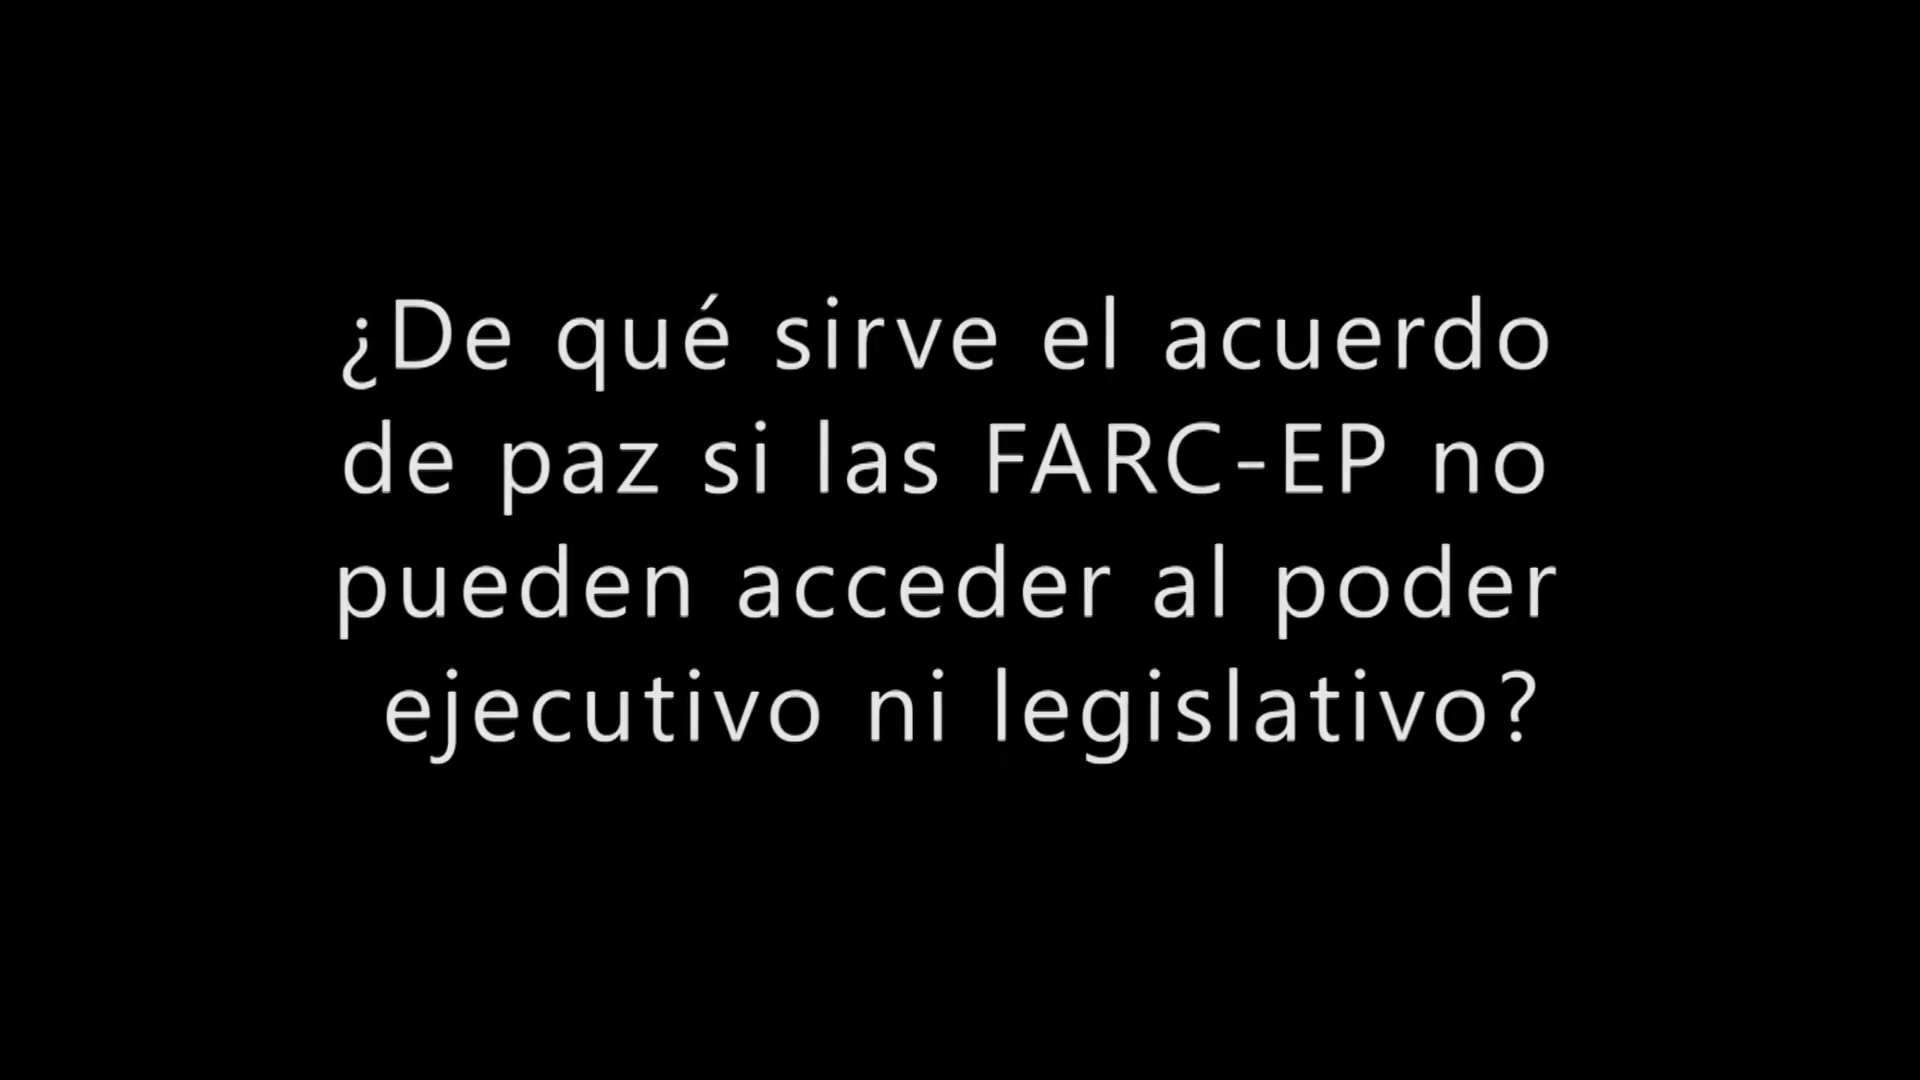 ¿De qué sirve el acuerdo
de paz si las FARC-EP no
pueden acceder al poder
ejecutivo ni legislativo?